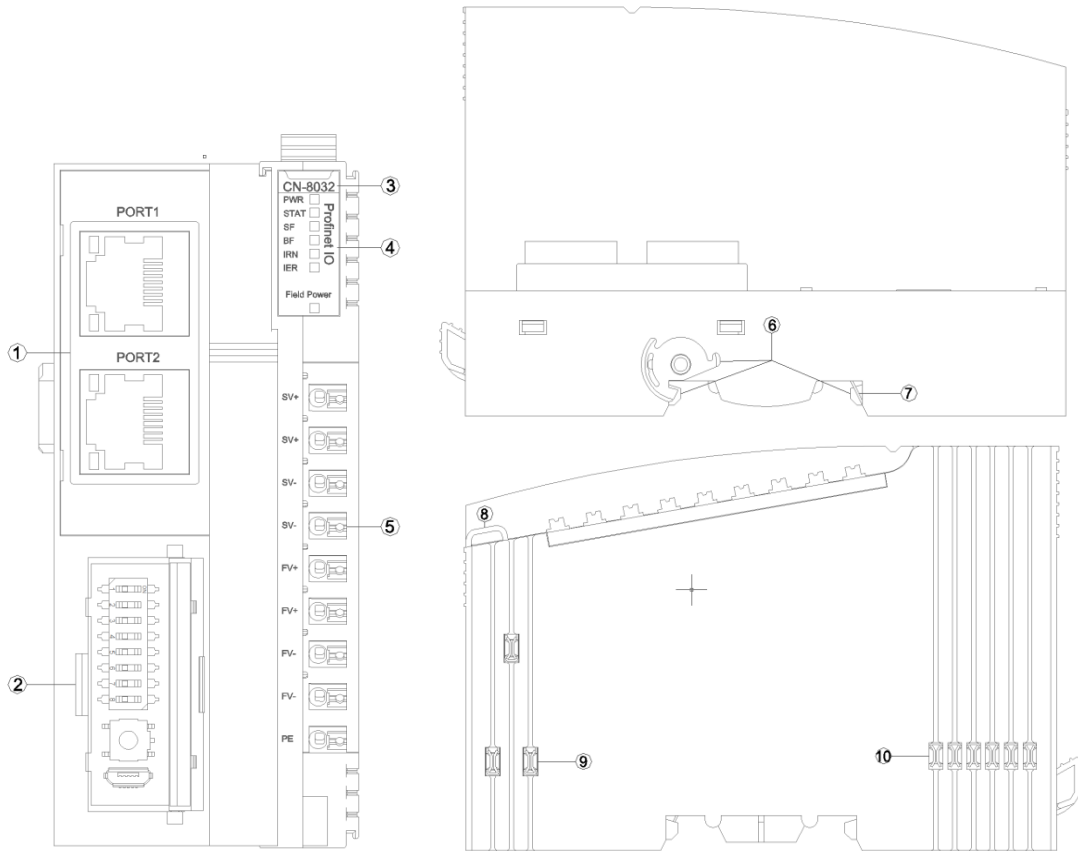 CN-8032
3
PWR
STAT
SF
BF
IRN
IER
Profinet IO
4
Field Power
PORT1
PORT2
1
SV+
SV+
SV-
SV-
5
FV+
FV+
FV-
FV-
PE
2
6
7
8
9
10